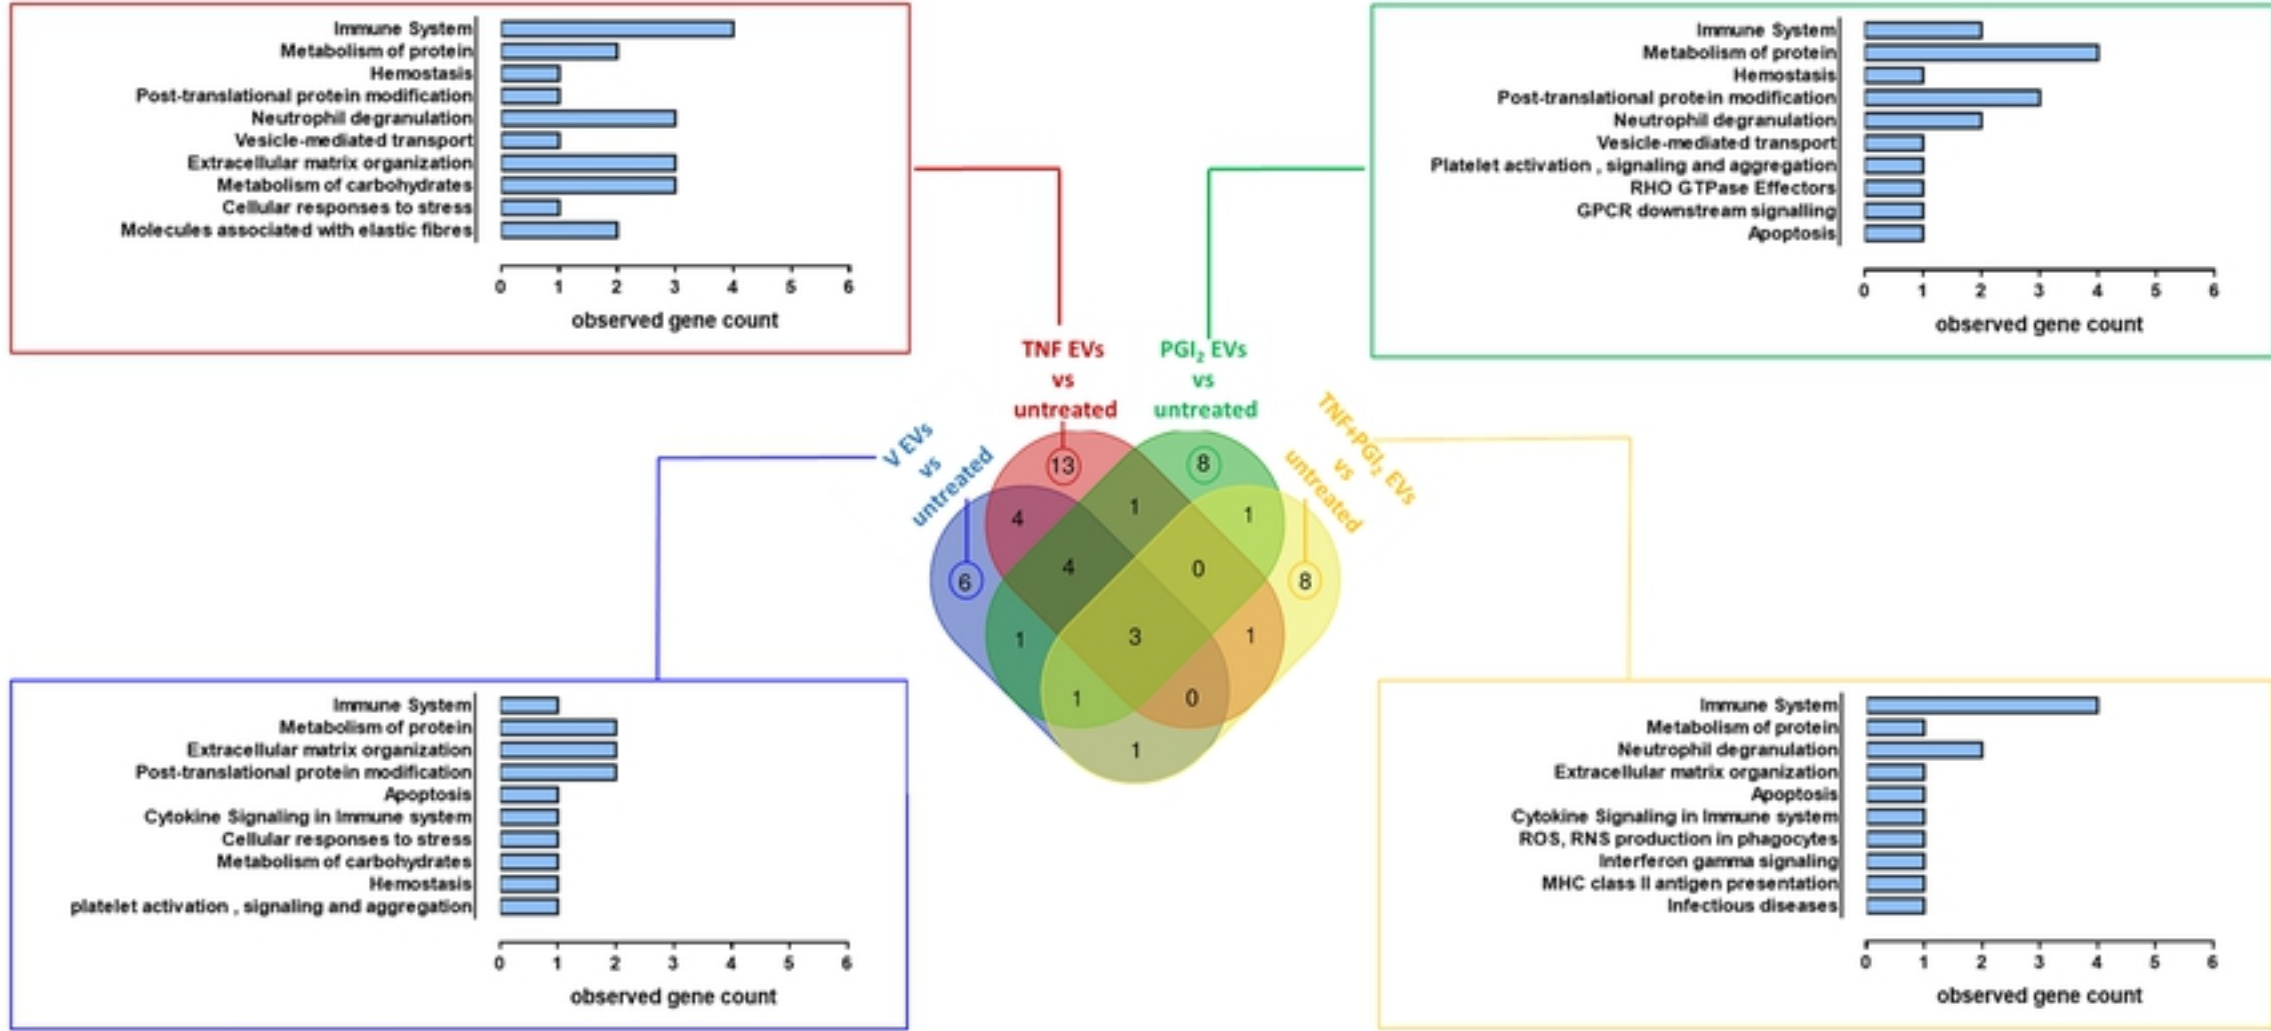 Immune System
Metabolism of protein
Hemostasis
Post-translational protein modification
Neutrophil degranulation
Vesicle-mediated transport
Extracellular matrix organization
Metabolism of carbohydrates
Cellular responses to stress
Molecules associated with elastic fibres
0 1 2 3 4 5 6
observed gene count
Immune System
Metabolism of protein
Hemostasis
Post-translational protein modification
Neutrophil degranulation
Vesicle-mediated transport
Platelet activation , signaling and aggregation
RHO GTPase Effectors
GPCR downstream signalling
Apoptosis
0 1 2 3 4 5 6
observed gene count
V EVs
vs
untreated
TNF EVs
vs
untreated
PGI₂ EVs
vs
untreated
TNF+PGI₂ EVs
vs
untreated
13 8
4 1 1
6 4 0 8
1 3 1
1 0
1
Immune System
Metabolism of protein
Extracellular matrix organization
Post-translational protein modification
Apoptosis
Cytokine Signaling in Immune system
Cellular responses to stress
Metabolism of carbohydrates
Hemostasis
platelet activation , signaling and aggregation
0 1 2 3 4 5 6
observed gene count
Immune System
Metabolism of protein
Neutrophil degranulation
Extracellular matrix organization
Apoptosis
Cytokine Signaling in Immune system
ROS, RNS production in phagocytes
Interferon gamma signaling
MHC class II antigen presentation
Infectious diseases
0 1 2 3 4 5 6
observed gene count